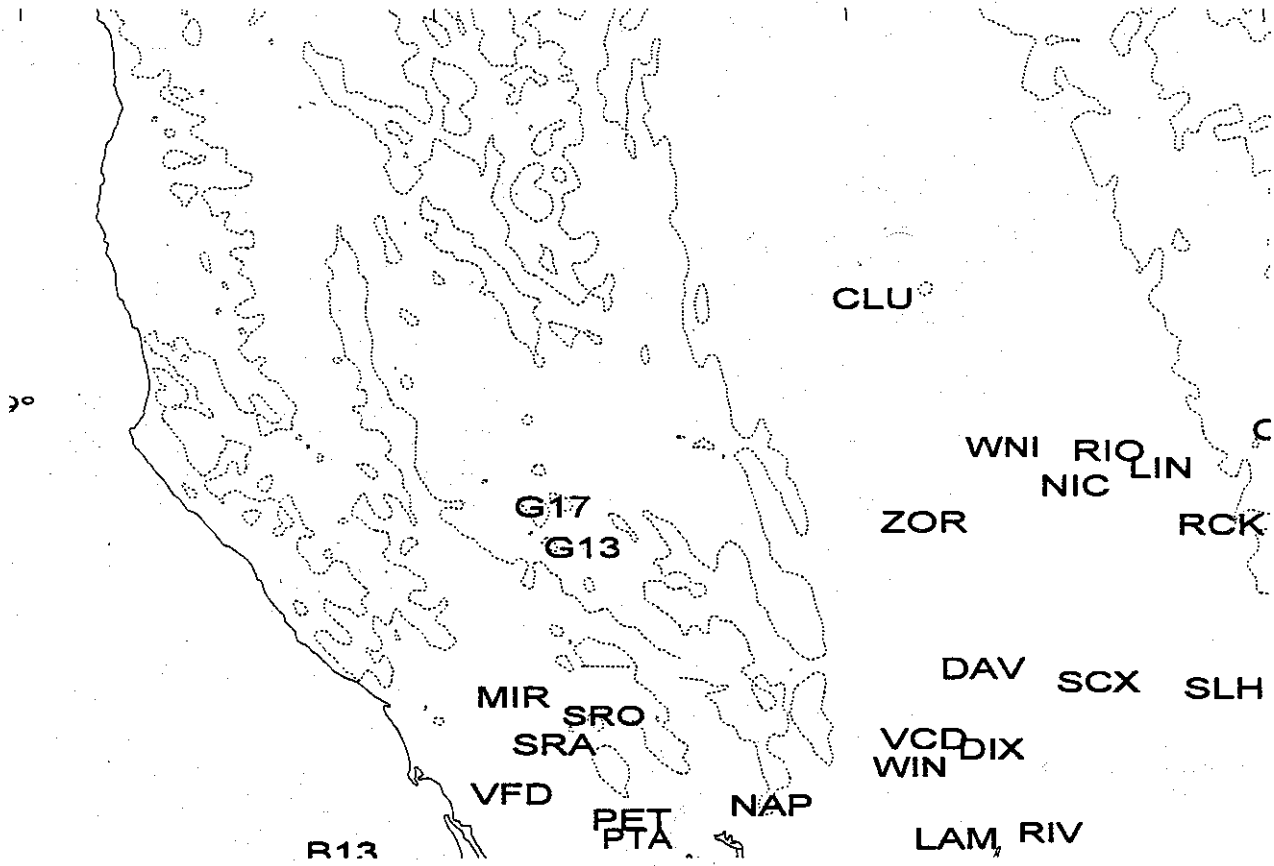 CLU
WNI
RIO
LIN
NIC
G17
ZOR
RCK
G13
DAV
SCX
SLH
MIR
SRO
VCD
DIX
SRA
WIN
VFD
NAP
PET
PTA
LAM
RIV